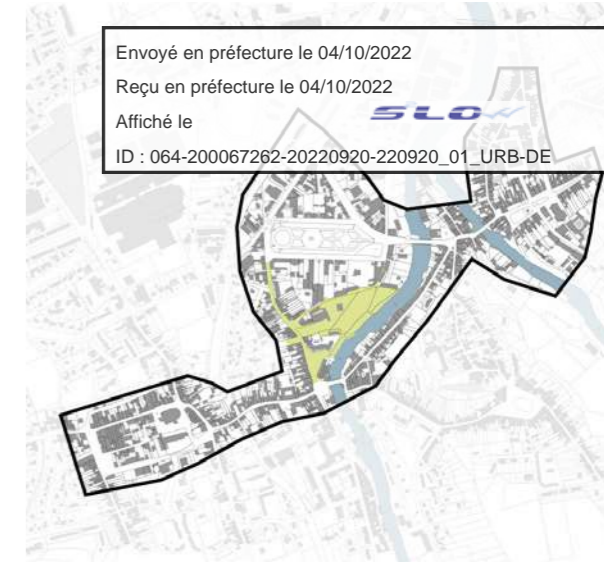 Envoyé en préfecture le 04/10/2022
Reçu en préfecture le 04/10/2022
Affiché le
SLOW
ID : 064-200067262-20220920-220920_01_URB-DE